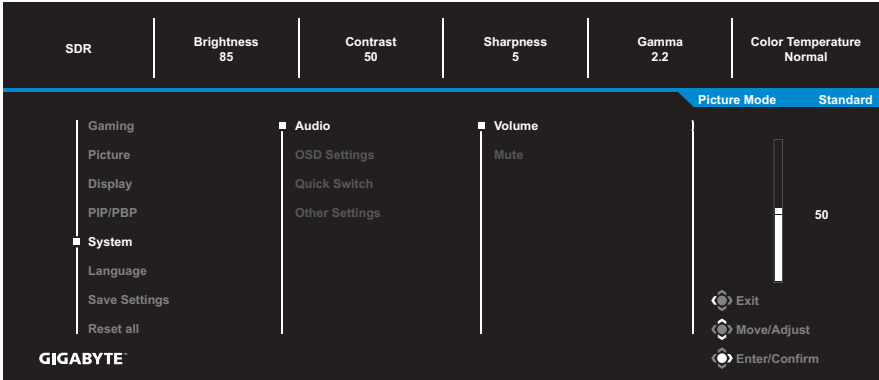 SDR
Brightness
85
Contrast
50
Sharpness
5
Gamma
2.2
Color Temperature
Normal
Picture Mode Standard
Gaming
Picture
Display
PIP/PBP
System
Language
Save Settings
Reset all
Audio
OSD Settings
Quick Switch
Other Settings
Volume
Mute
50
Exit
Move/Adjust
Enter/Confirm
GIGABYTE™